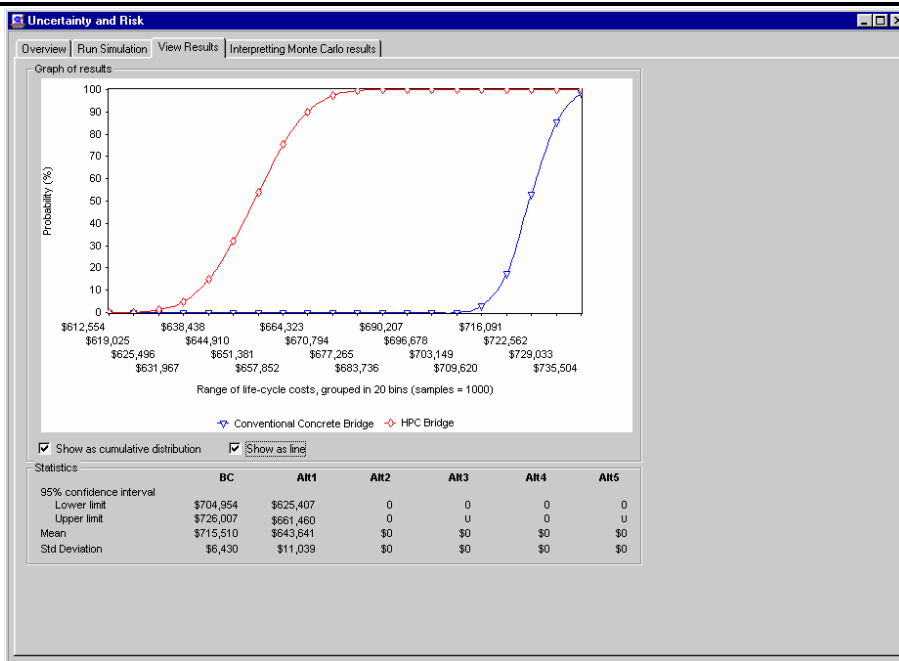 Uncertainty and Risk
Overview Run Simulation View Results Interpretting Monte Carlo results
Graph of results
100
90
80
70
60
50
40
30
20
10
0
Probability (%)
$612,554 $638,438 $664,323 $690,207 $716,091
$619,025 $644,910 $670,794 $696,678 $722,562
$625,496 $651,381 $677,265 $703,149 $729,033
$631,967 $657,852 $683,736 $709,620 $735,504
Range of life-cycle costs, grouped in 20 bins (samples = 1000)
Conventional Concrete Bridge HPC Bridge
Show as cumulative distribution Show as line
Statistics
BC Alt1 Alt2 Alt3 Alt4 Alt5
95% confidence interval
Lower limit $704,954 $625,407 0 0 0 0
Upper limit $726,007 $661,460 0 U 0 U
Mean $715,510 $643,641 $0 $0 $0 $0
Std Deviation $6,430 $11,039 $0 $0 $0 $0